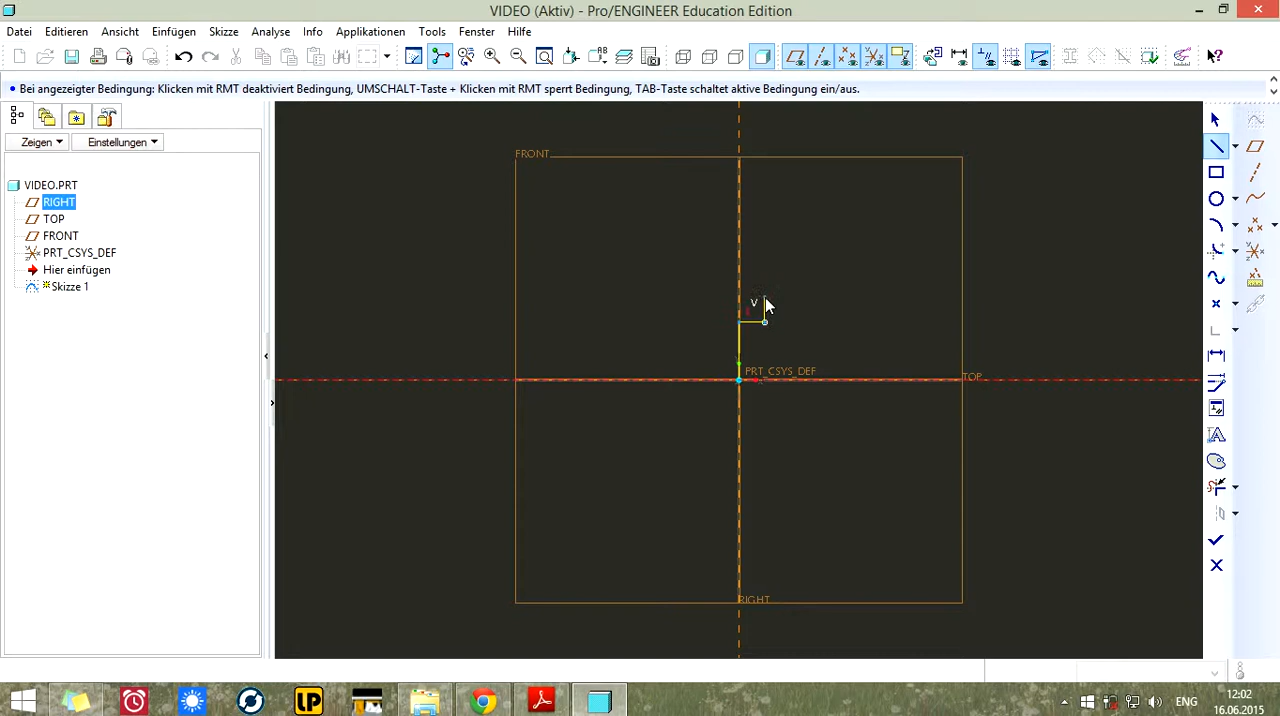 VIDEO (Aktiv) - Pro/ENGINEER Education Edition
Datei Editieren Ansicht Einfügen Skizze Analyse Info Applikationen Tools Fenster Hilfe
Bei angezeigter Bedingung: Klicken mit RMT deaktiviert Bedingung, UMSCHALT-Taste + Klicken mit RMT sperrt Bedingung, TAB-Taste schaltet aktive Bedingung ein/aus.
Zeigen Einstellungen
VIDEO.PRT
RIGHT
TOP
FRONT
PRT_CSYS_DEF
Hier einfügen
Skizze 1
FRONT
V
PRT_CSYS_DEF
TOP
RIGHT
LP
ENG
12:02
16.06.2015